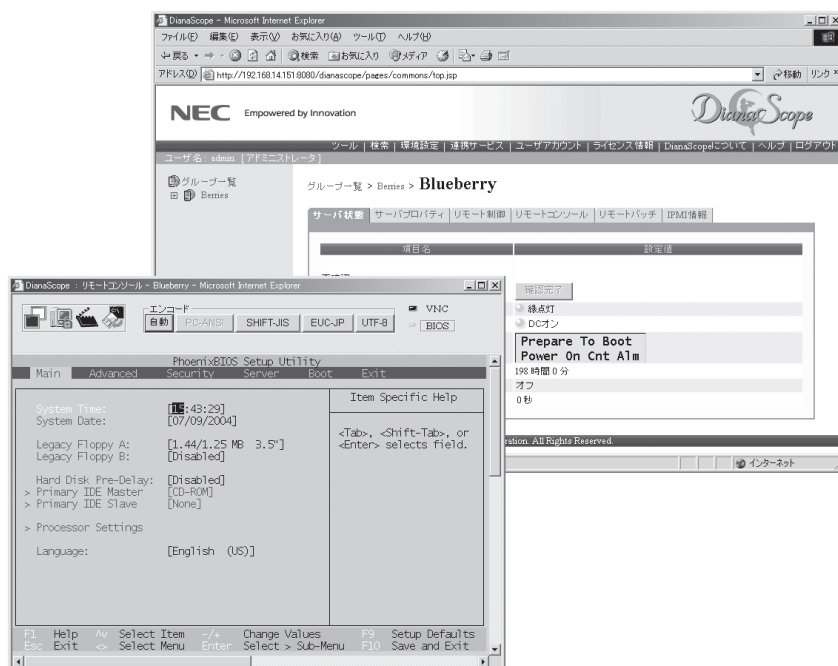 DianaScope - Microsoft Internet Explorer
ファイル(F) 編集(E) 表示(V) お気に入り(A) ツール(T) ヘルプ(H)
戻る 検索 お気に入り メディア
アドレス(D) http://192.168.14.151:8080/dianascope/pages/commons/top.jsp 移動 リンク »
NEC Empowered by Innovation DianaScope
ツール | 検索 | 環境設定 | 連携サービス | ユーザアカウント | ライセンス情報 | DianaScopeについて | ヘルプ | ログアウト
ユーザ名: admin [アドミニストレータ]
グループ一覧
Berries
グループ一覧 > Berries > Blueberry
サーバ状態 サーバプロパティ リモート制御 リモートコンソール リモートバッチ IPMI情報
項目名 設定値
確認完了
緑点灯
DCオン
Prepare To Boot
Power On Cnt Alm
198 時間 0 分
オフ
0 秒
ration. All Rights Reserved.
インターネット
DianaScope : リモートコンソール - Blueberry - Microsoft Internet Explorer
エンコード
自動 PC-ANSI SHIFT-JIS EUC-JP UTF-8
VNC
BIOS
PhoenixBIOS Setup Utility
Main Advanced Security Server Boot Exit
Item Specific Help
System Time: [15:43:29]
System Date: [07/09/2004]
<Tab>, <Shift-Tab>, or
<Enter> selects field.
Legacy Floppy A: [1.44/1.25 MB 3.5"]
Legacy Floppy B: [Disabled]
Hard Disk Pre-Delay: [Disabled]
> Primary IDE Master [CD-ROM]
> Primary IDE Slave [None]
> Processor Settings
Language: [English (US)]
F1 Help ^v Select Item -/+ Change Values F9 Setup Defaults
Esc Exit <> Select Menu Enter Select > Sub-Menu F10 Save and Exit